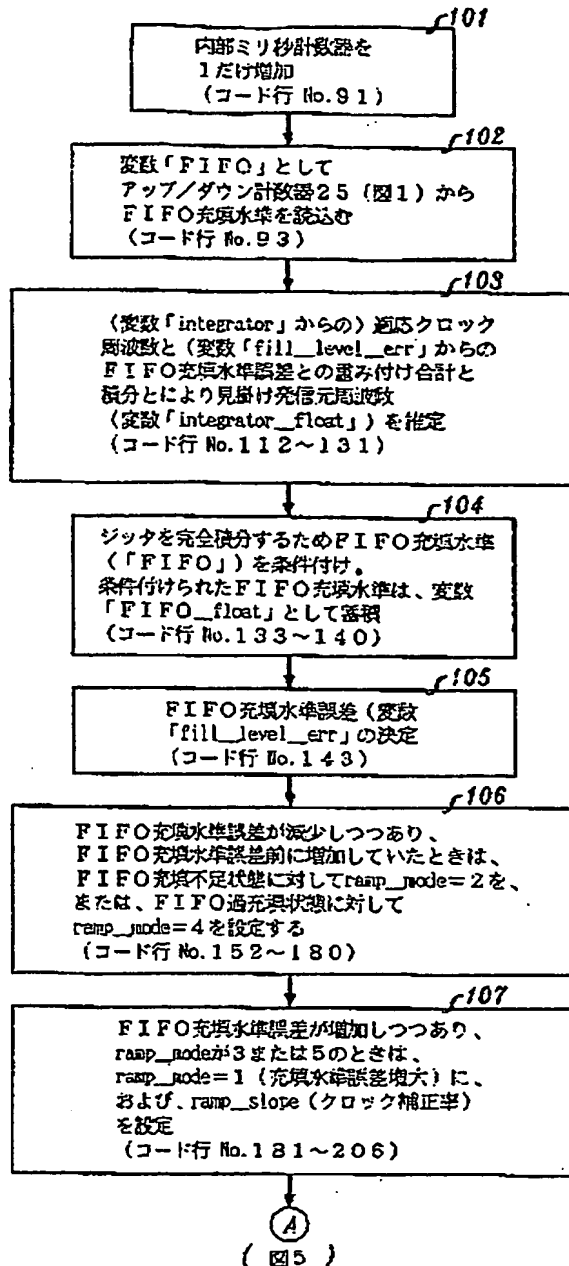 101
内部ミリ秒計数器を
1だけ増加
(コード行 No.91)
102
変数「FIFO」として
アップ/ダウン計数器25(図1)から
FIFO充填水準を読込む
(コード行 No.93)
103
(変数「integrator」からの)適応クロック
周波数と(変数「fill_level_err」からの
FIFO充填水準誤差との重み付け合計と
積分とにより見掛け発信元周波数
(変数「integrator_float」)を推定
(コード行 No.112~131)
104
ジッタを完全積分するためFIFO充填水準
(「FIFO」)を条件付け。
条件付けられたFIFO充填水準は、変数
「FIFO_float」として蓄積
(コード行 No.133~140)
105
FIFO充填水準誤差(変数
「fill_level_err」の決定
(コード行 No.143)
106
FIFO充填水準誤差が減少しつつあり、
FIFO充填水準誤差前に増加していたときは、
FIFO充填不足状態に対してramp_mode=2を、
または、FIFO過充填状態に対して
ramp_mode=4を設定する
(コード行 No.152~180)
107
FIFO充填水準誤差が増加しつつあり、
ramp_modeが3または5のときは、
ramp_mode=1(充填水準誤差増大)に、
および、ramp_slope(クロック補正率)
を設定
(コード行 No.181~206)
A
(図5)